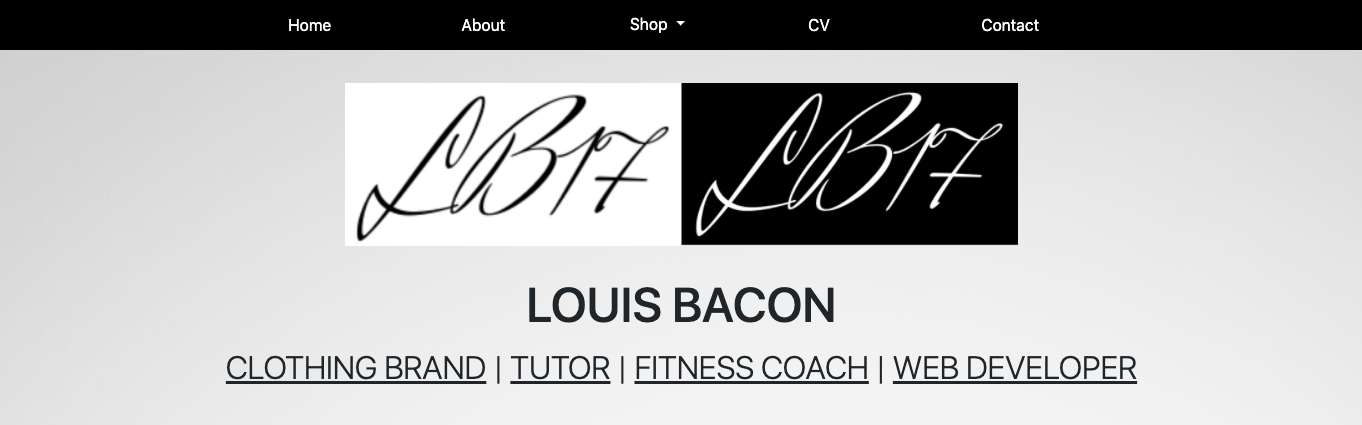 Home About Shop CV Contact
LB17 LB17
LOUIS BACON
CLOTHING BRAND | TUTOR | FITNESS COACH | WEB DEVELOPER